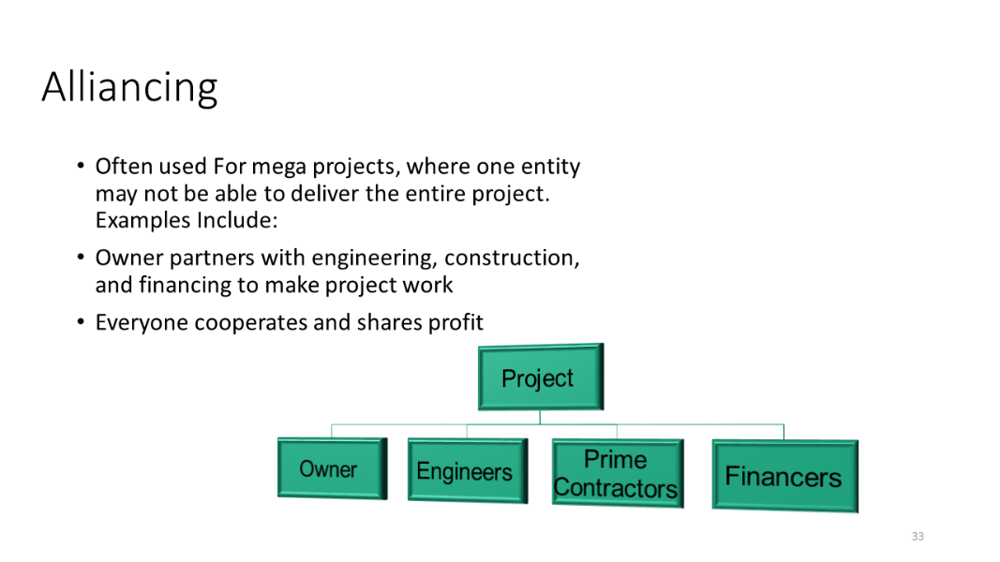 Alliancing
• Often used For mega projects, where one entity
may not be able to deliver the entire project.
Examples Include:
• Owner partners with engineering, construction,
and financing to make project work
• Everyone cooperates and shares profit
Project
Owner
Engineers
Prime
Contractors
Financers
33